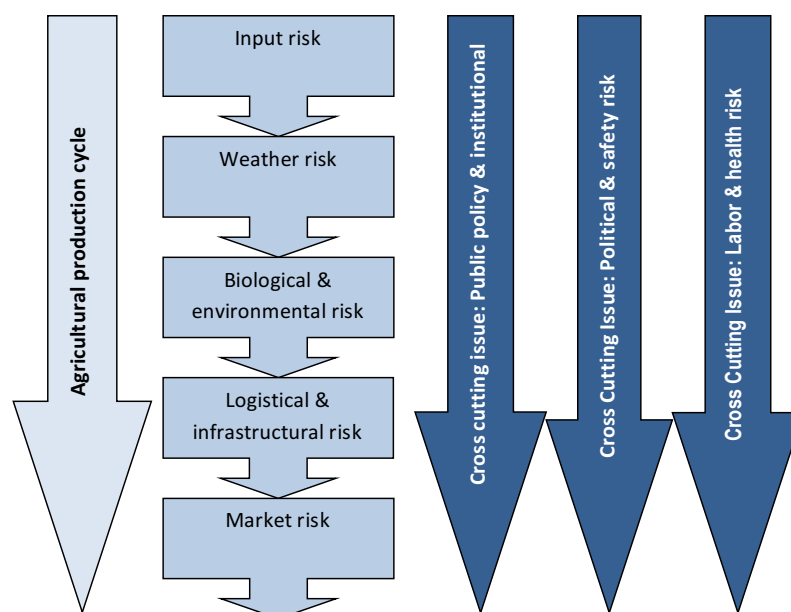 Agricultural production cycle
Input risk
Weather risk
Biological &
environmental risk
Logistical &
infrastructural risk
Market risk
Cross cutting issue: Public policy & institutional
Cross Cutting Issue: Political & safety risk
Cross Cutting Issue: Labor & health risk